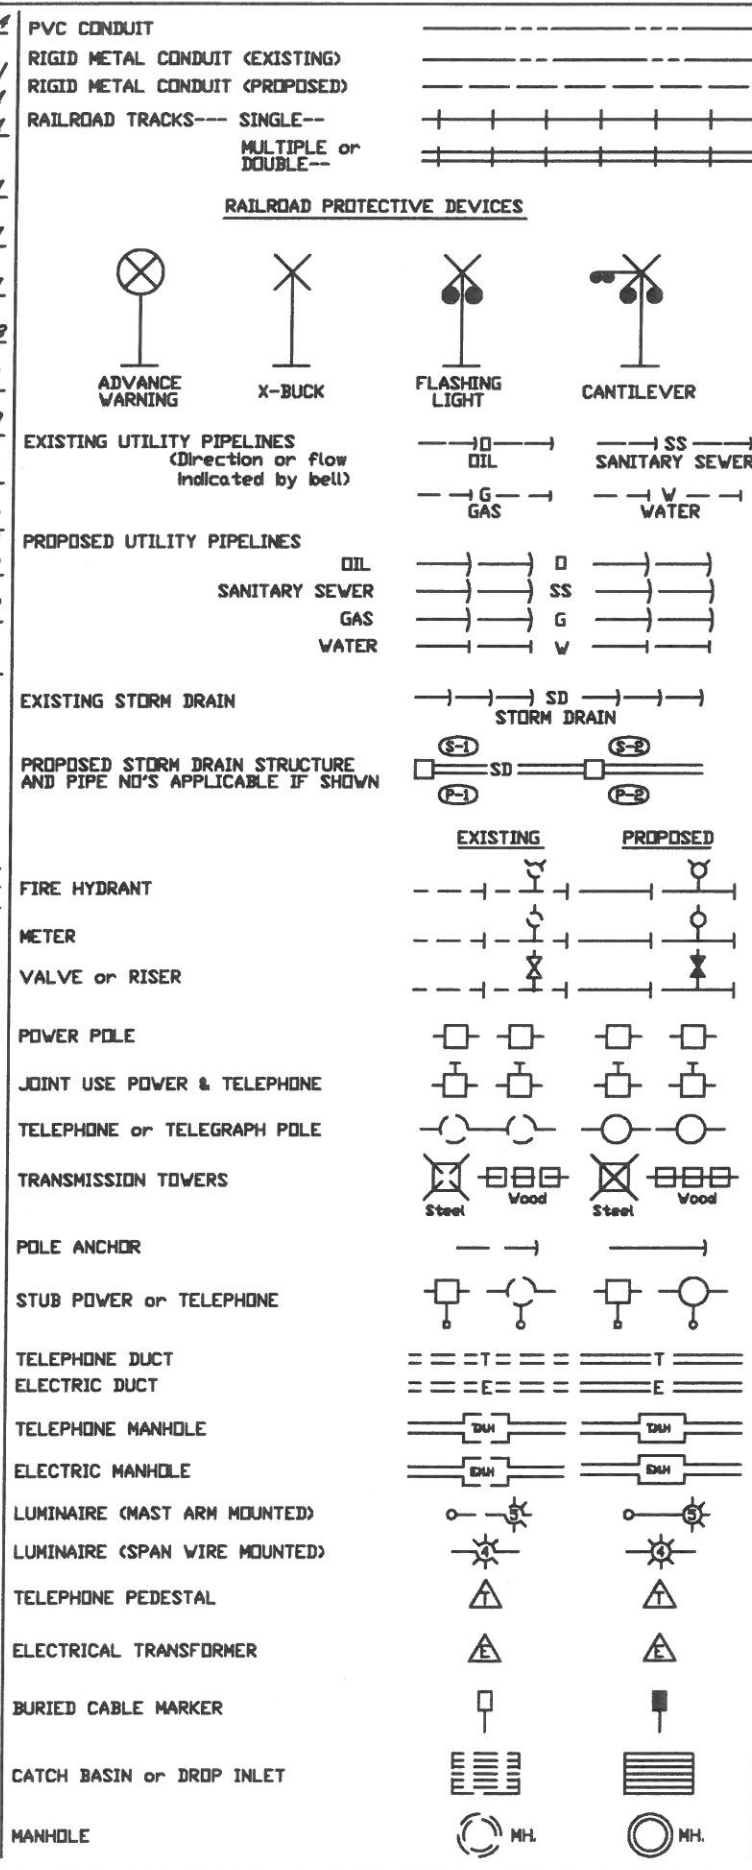 PVC CONDUIT
RIGID METAL CONDUIT (EXISTING)
RIGID METAL CONDUIT (PROPOSED)
RAILROAD TRACKS--- SINGLE--
MULTIPLE or
DOUBLE--
RAILROAD PROTECTIVE DEVICES
ADVANCE
WARNING
X-BUCK
FLASHING
LIGHT
CANTILEVER
EXISTING UTILITY PIPELINES
(Direction or flow
indicated by bell)
O
OIL
SS
SANITARY SEWER
G
GAS
W
WATER
PROPOSED UTILITY PIPELINES
OIL O
SANITARY SEWER SS
GAS G
WATER W
EXISTING STORM DRAIN SD
STORM DRAIN
PROPOSED STORM DRAIN STRUCTURE
AND PIPE NO'S APPLICABLE IF SHOWN
S-1 S-2
SD
P-1 P-2
EXISTING PROPOSED
FIRE HYDRANT
METER
VALVE or RISER
POWER POLE
JOINT USE POWER & TELEPHONE T T T T
TELEPHONE or TELEGRAPH POLE
TRANSMISSION TOWERS
Steel Wood Steel Wood
POLE ANCHOR
STUB POWER or TELEPHONE
TELEPHONE DUCT T T
ELECTRIC DUCT E E
TELEPHONE MANHOLE
ELECTRIC MANHOLE
LUMINAIRE (MAST ARM MOUNTED) 5 5
LUMINAIRE (SPAN WIRE MOUNTED) 4 4
TELEPHONE PEDESTAL T T
ELECTRICAL TRANSFORMER E E
BURIED CABLE MARKER
CATCH BASIN or DROP INLET
MANHOLE MH. MH.